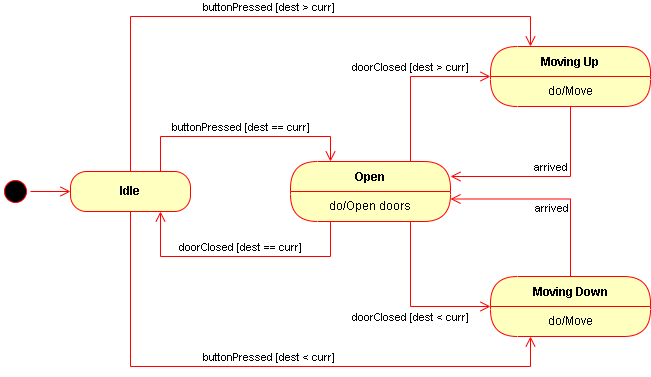 buttonPressed [dest > curr]
Moving Up
doorClosed [dest > curr]
do/Move
buttonPressed [dest == curr]
arrived
Open
Idle
do/Open doors
arrived
doorClosed [dest == curr]
Moving Down
doorClosed [dest < curr]
do/Move
buttonPressed [dest < curr]